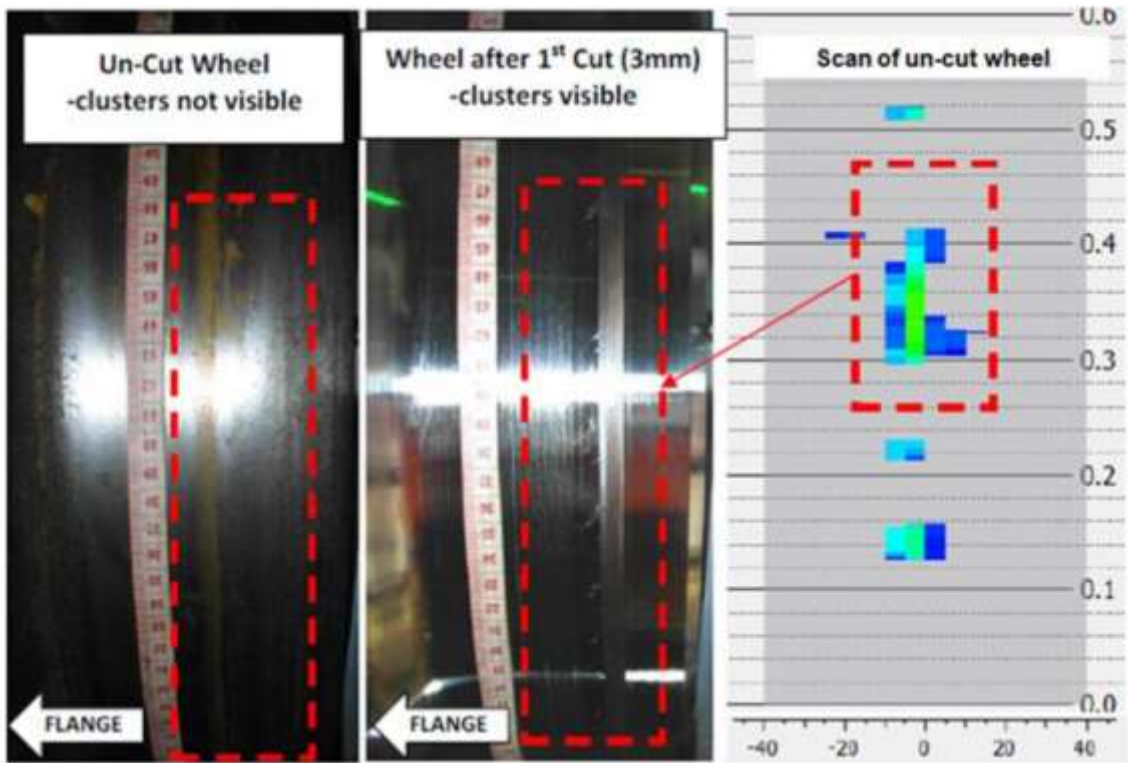 Un-Cut Wheel
-clusters not visible
FLANGE
Wheel after 1st Cut (3mm)
-clusters visible
FLANGE
Scan of un-cut wheel
0.6
0.5
0.4
0.3
0.2
0.1
0.0
-40 -20 0 20 40